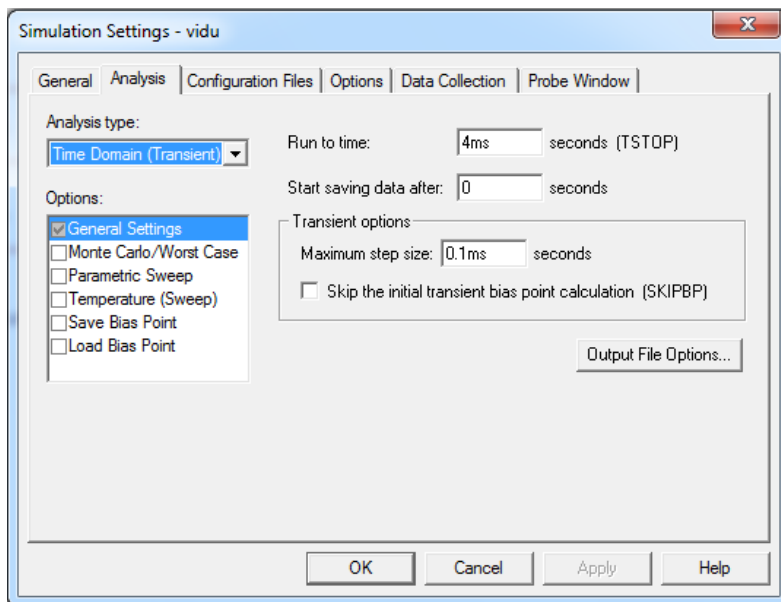 Simulation Settings - vidu
General Analysis Configuration Files Options Data Collection Probe Window
Analysis type:
Time Domain (Transient)
Options:
General Settings
Monte Carlo/Worst Case
Parametric Sweep
Temperature (Sweep)
Save Bias Point
Load Bias Point
Run to time: 4ms seconds (TSTOP)
Start saving data after: 0 seconds
Transient options
Maximum step size: 0.1ms seconds
Skip the initial transient bias point calculation (SKIPBP)
Output File Options...
OK Cancel Apply Help